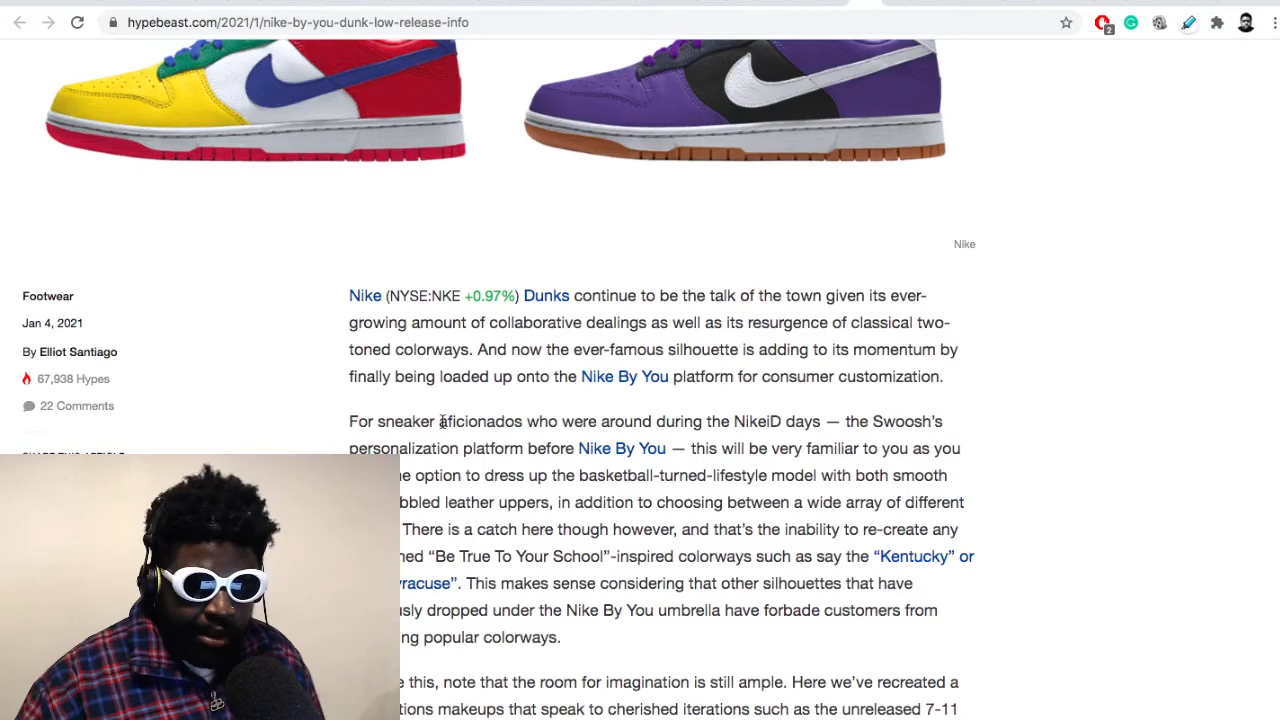 hypebeast.com/2021/1/nike-by-you-dunk-low-release-info
2
Nike
Footwear
Jan 4, 2021
By Elliot Santiago
67,938 Hypes
22 Comments
SHARE THIS ARTICLE
Nike (NYSE:NKE +0.97%) Dunks continue to be the talk of the town given its ever-
growing amount of collaborative dealings as well as its resurgence of classical two-
toned colorways. And now the ever-famous silhouette is adding to its momentum by
finally being loaded up onto the Nike By You platform for consumer customization.
For sneaker aficionados who were around during the NikeiD days — the Swoosh's
personalization platform before Nike By You — this will be very familiar to you as you
option to dress up the basketball-turned-lifestyle model with both smooth
leather uppers, in addition to choosing between a wide array of different
There is a catch here though however, and that's the inability to re-create any
“Be True To Your School”-inspired colorways such as say the “Kentucky” or
This makes sense considering that other silhouettes that have
dropped under the Nike By You umbrella have forbade customers from
popular colorways.
this, note that the room for imagination is still ample. Here we've recreated a
makeups that speak to cherished iterations such as the unreleased 7-11